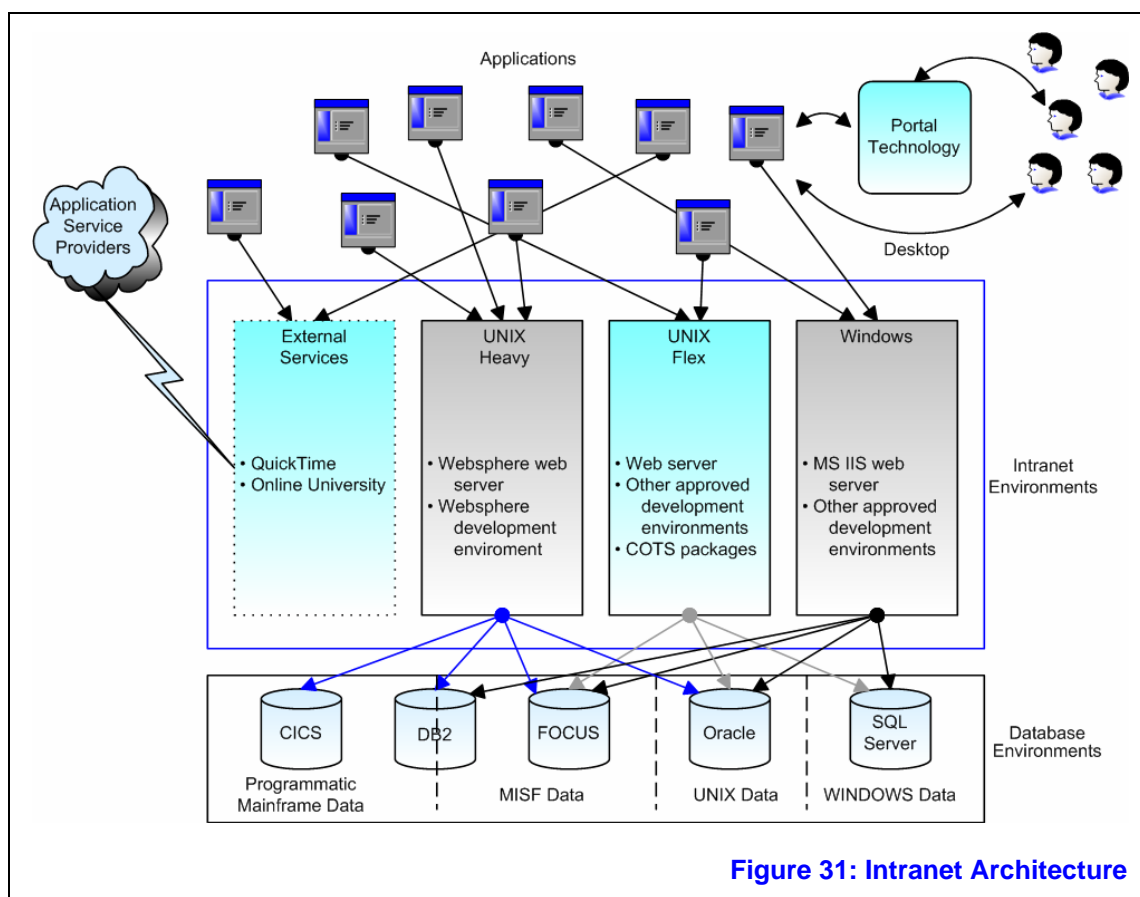 Applications
Portal
Technology
Desktop
Application
Service
Providers
External
Services
• QuickTime
• Online University
UNIX
Heavy
• Websphere web
server
• Websphere
development
enviroment
UNIX
Flex
• Web server
• Other approved
development
environments
• COTS packages
Windows
• MS IIS web
server
• Other approved
development
environments
Intranet
Environments
CICS
DB2
FOCUS
Oracle
SQL
Server
Database
Environments
Programmatic
Mainframe Data
MISF Data
UNIX Data
WINDOWS Data
Figure 31: Intranet Architecture